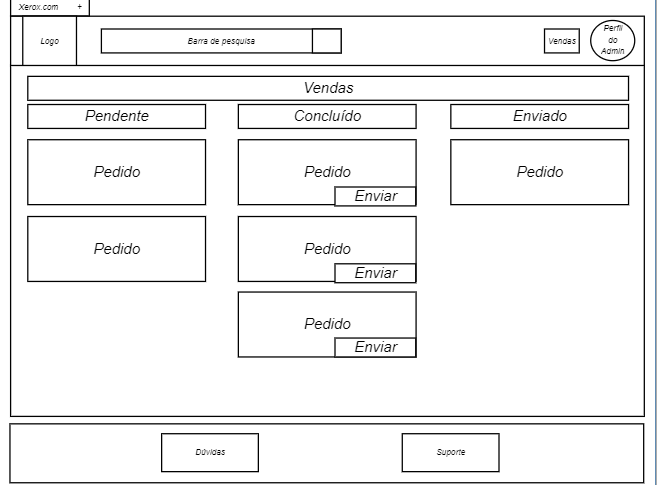 Xerox.com +
Logo
Barra de pesquisa
Vendas
Perfil
do
Admin
Vendas
Pendente
Concluído
Enviado
Pedido
Pedido
Enviar
Pedido
Pedido
Pedido
Enviar
Pedido
Enviar
Dúvidas
Suporte